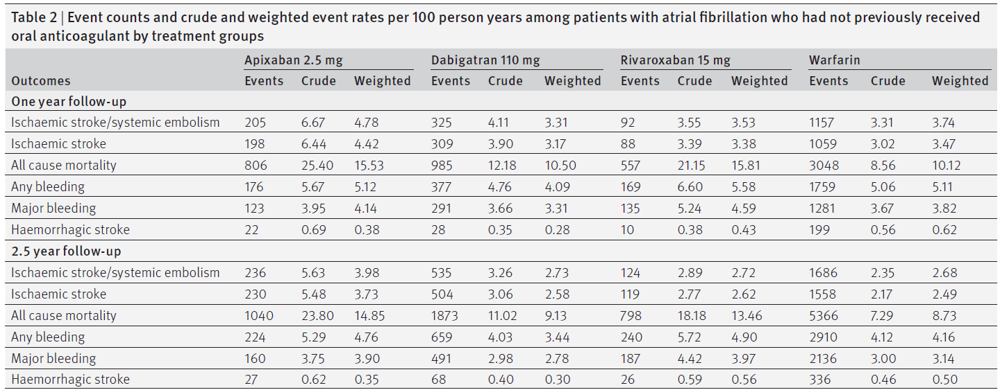 Table 2 | Event counts and crude and weighted event rates per 100 person years among patients with atrial fibrillation who had not previously received
oral anticoagulant by treatment groups
Apixaban 2.5 mg Dabigatran 110 mg Rivaroxaban 15 mg Warfarin
Outcomes Events Crude Weighted Events Crude Weighted Events Crude Weighted Events Crude Weighted
One year follow-up
Ischaemic stroke/systemic embolism 205 6.67 4.78 325 4.11 3.31 92 3.55 3.53 1157 3.31 3.74
Ischaemic stroke 198 6.44 4.42 309 3.90 3.17 88 3.39 3.38 1059 3.02 3.47
All cause mortality 806 25.40 15.53 985 12.18 10.50 557 21.15 15.81 3048 8.56 10.12
Any bleeding 176 5.67 5.12 377 4.76 4.09 169 6.60 5.58 1759 5.06 5.11
Major bleeding 123 3.95 4.14 291 3.66 3.31 135 5.24 4.59 1281 3.67 3.82
Haemorrhagic stroke 22 0.69 0.38 28 0.35 0.28 10 0.38 0.43 199 0.56 0.62
2.5 year follow-up
Ischaemic stroke/systemic embolism 236 5.63 3.98 535 3.26 2.73 124 2.89 2.72 1686 2.35 2.68
Ischaemic stroke 230 5.48 3.73 504 3.06 2.58 119 2.77 2.62 1558 2.17 2.49
All cause mortality 1040 23.80 14.85 1873 11.02 9.13 798 18.18 13.46 5366 7.29 8.73
Any bleeding 224 5.29 4.76 659 4.03 3.44 240 5.72 4.90 2910 4.12 4.16
Major bleeding 160 3.75 3.90 491 2.98 2.78 187 4.42 3.97 2136 3.00 3.14
Haemorrhagic stroke 27 0.62 0.35 68 0.40 0.30 26 0.59 0.56 336 0.46 0.50